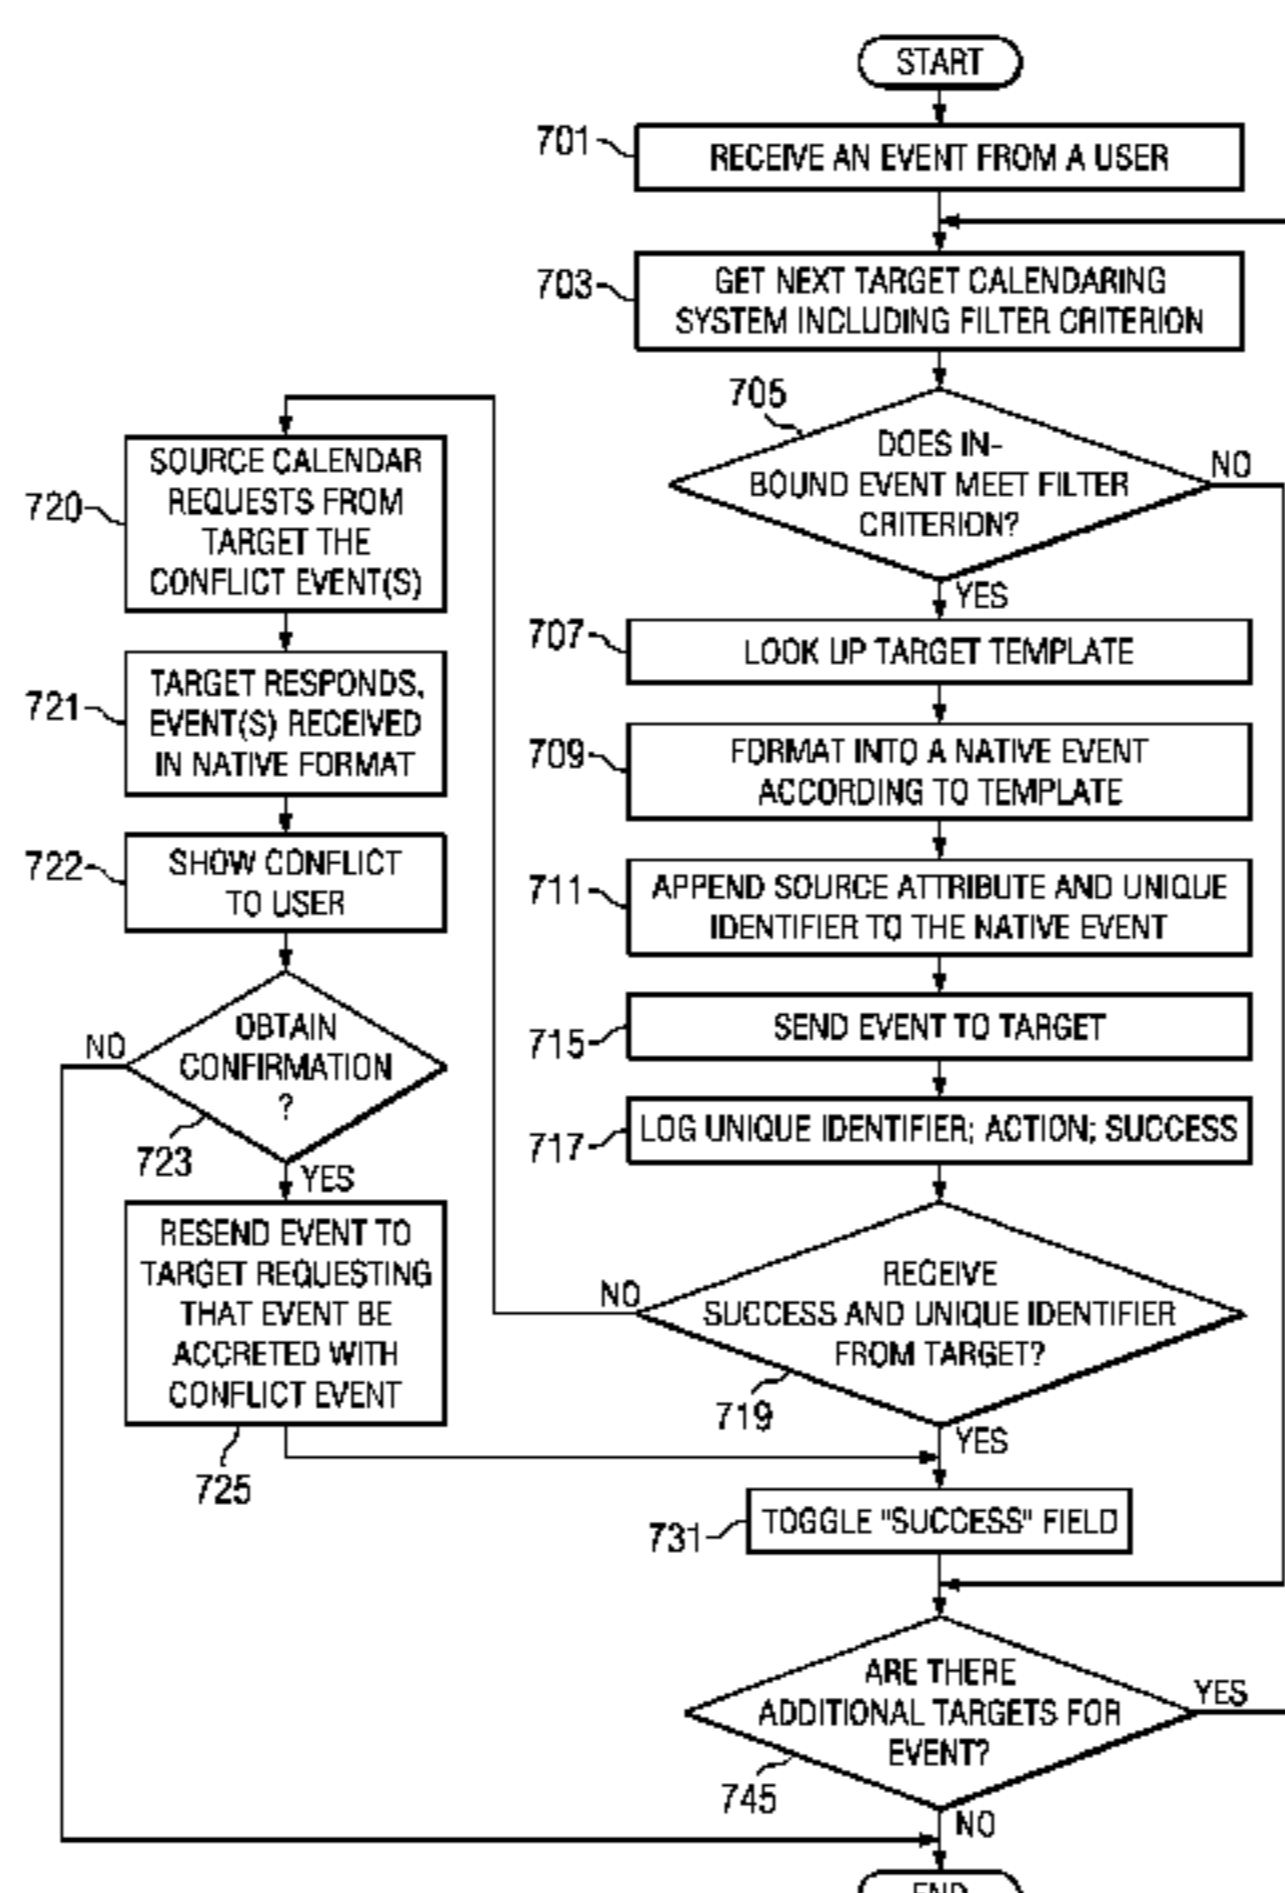 START
701
RECEIVE AN EVENT FROM A USER
703
GET NEXT TARGET CALENDARING
SYSTEM INCLUDING FILTER CRITERION
705
DOES IN-
BOUND EVENT MEET FILTER
CRITERION?
NO
YES
707
LOOK UP TARGET TEMPLATE
709
FORMAT INTO A NATIVE EVENT
ACCORDING TO TEMPLATE
711
APPEND SOURCE ATTRIBUTE AND UNIQUE
IDENTIFIER TO THE NATIVE EVENT
715
SEND EVENT TO TARGET
717
LOG UNIQUE IDENTIFIER; ACTION; SUCCESS
RECEIVE
SUCCESS AND UNIQUE IDENTIFIER
FROM TARGET?
NO
719
YES
720
SOURCE CALENDAR
REQUESTS FROM
TARGET THE
CONFLICT EVENT(S)
721
TARGET RESPONDS,
EVENT(S) RECEIVED
IN NATIVE FORMAT
722
SHOW CONFLICT
TO USER
NO
OBTAIN
CONFIRMATION
?
723
YES
RESEND EVENT TO
TARGET REQUESTING
THAT EVENT BE
ACCRETED WITH
CONFLICT EVENT
725
731
TOGGLE "SUCCESS" FIELD
ARE THERE
ADDITIONAL TARGETS FOR
EVENT?
YES
745
NO
END